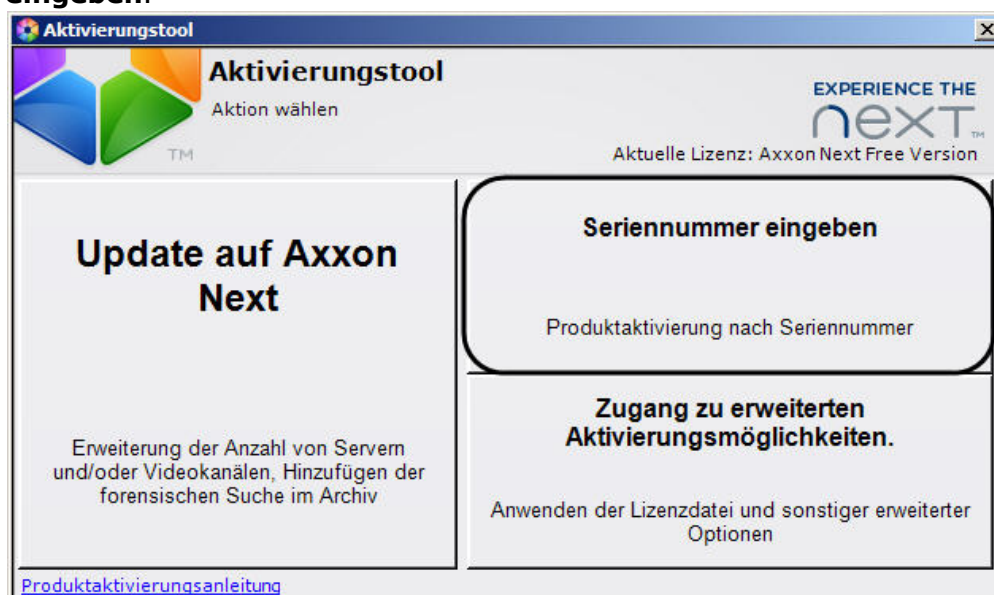 eingeben.
Aktivierungstool
Aktivierungstool
Aktion wählen
TM
EXPERIENCE THE
next TM
Aktuelle Lizenz: Axxon Next Free Version
Update auf Axxon
Next
Erweiterung der Anzahl von Servern
und/oder Videokanälen, Hinzufügen der
forensischen Suche im Archiv
Seriennummer eingeben
Produktaktivierung nach Seriennummer
Zugang zu erweiterten
Aktivierungsmöglichkeiten.
Anwenden der Lizenzdatei und sonstiger erweiterter
Optionen
Produktaktivierungsanleitung